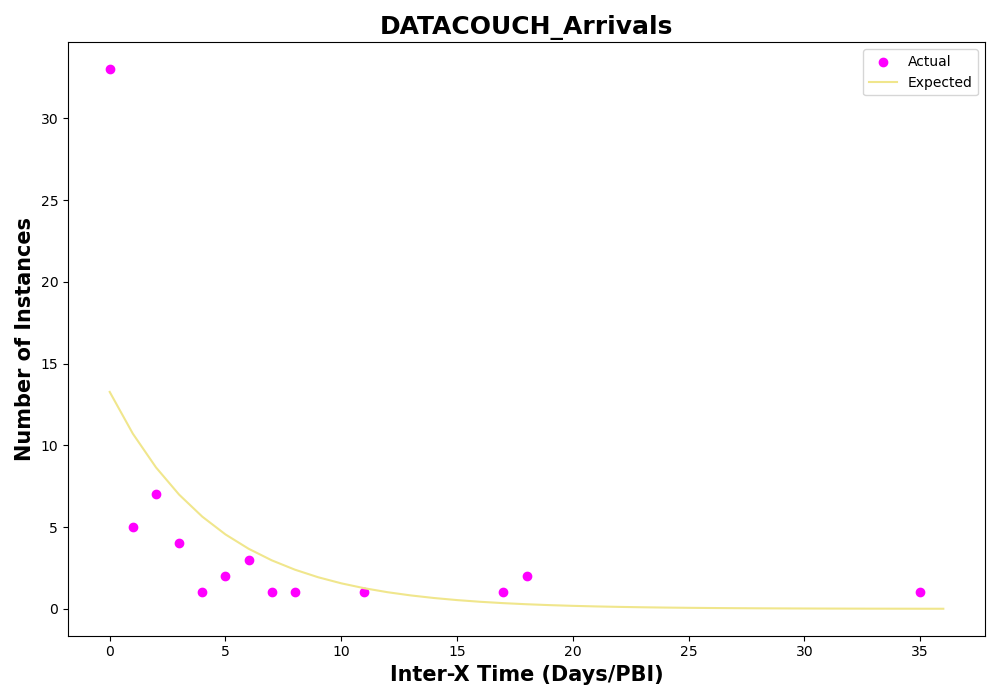 DATACOUCH_Arrivals
Actual
Expected
Number of Instances
30
25
20
15
10
5
0
0 5 10 15 20 25 30 35
Inter-X Time (Days/PBI)